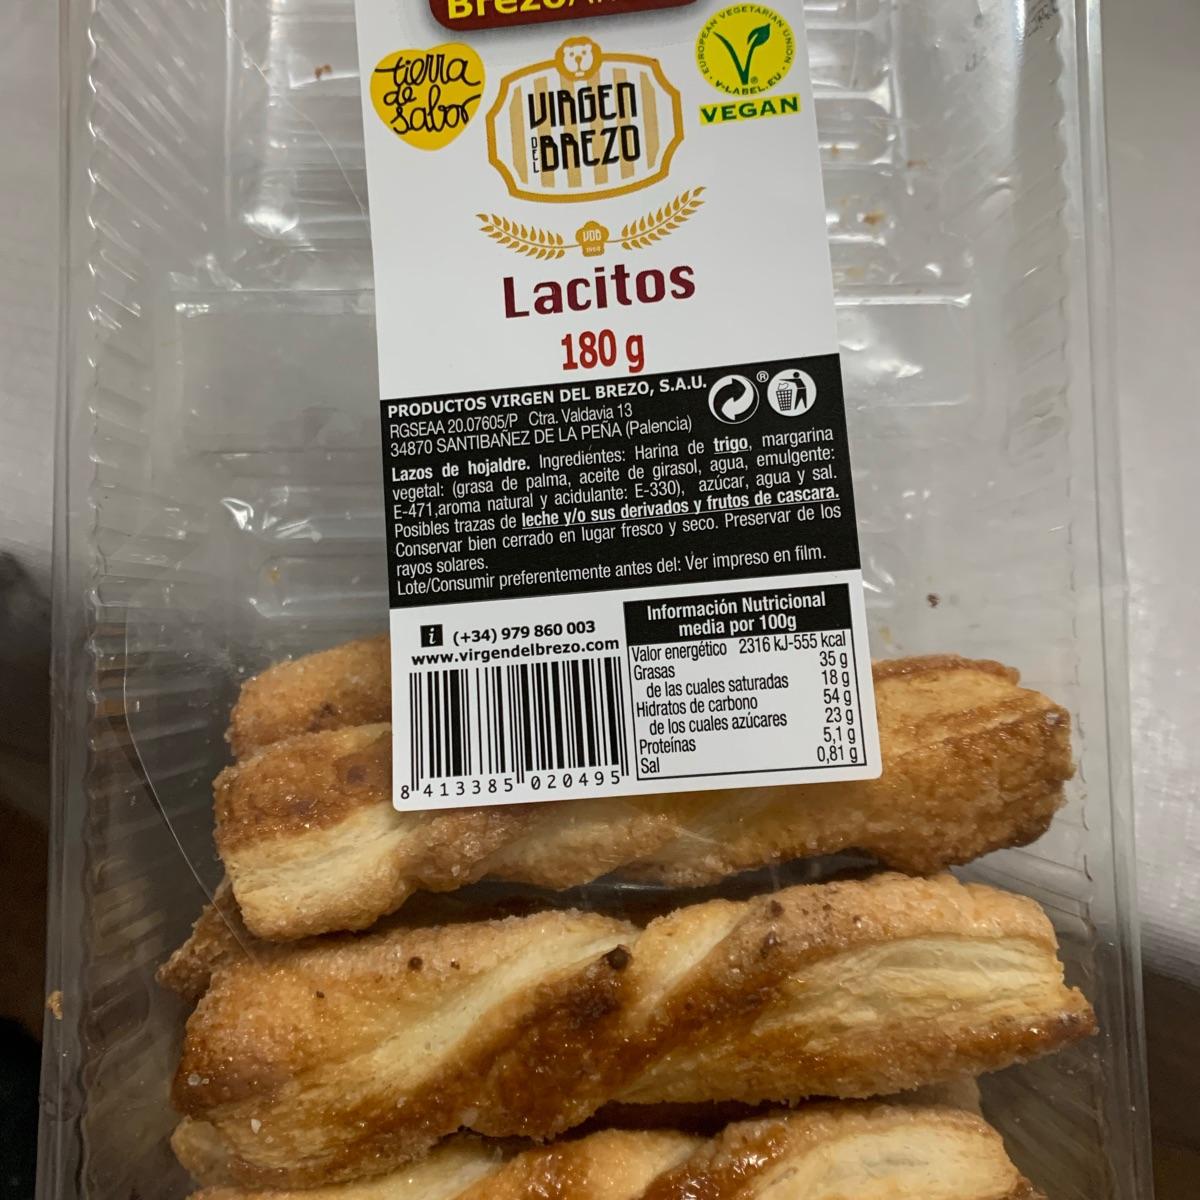 tierra
de
sabor
VIRGEN
DEL BREZO
EUROPEAN VEGETARIAN UNION
V-LABEL.EU
VEGAN
VDB
1964
Lacitos
180 g
PRODUCTOS VIRGEN DEL BREZO, S.A.U.
RGSEAA 20.07605/P Ctra. Valdavia 13
34870 SANTIBAÑEZ DE LA PEÑA (Palencia)
Lazos de hojaldre. Ingredientes: Harina de trigo, margarina
vegetal: (grasa de palma, aceite de girasol, agua, emulgente:
E-471,aroma natural y acidulante: E-330), azúcar, agua y sal.
Posibles trazas de leche y/o sus derivados y frutos de cascara.
Conservar bien cerrado en lugar fresco y seco. Preservar de los
rayos solares.
Lote/Consumir preferentemente antes del: Ver impreso en film.
i (+34) 979 860 003
www.virgendelbrezo.com
8 413385 020495
Información Nutricional
media por 100g
Valor energético 2316 kJ-555 kcal
Grasas 35 g
de las cuales saturadas 18 g
Hidratos de carbono 54 g
de los cuales azúcares 23 g
Proteínas 5,1 g
Sal 0,81 g